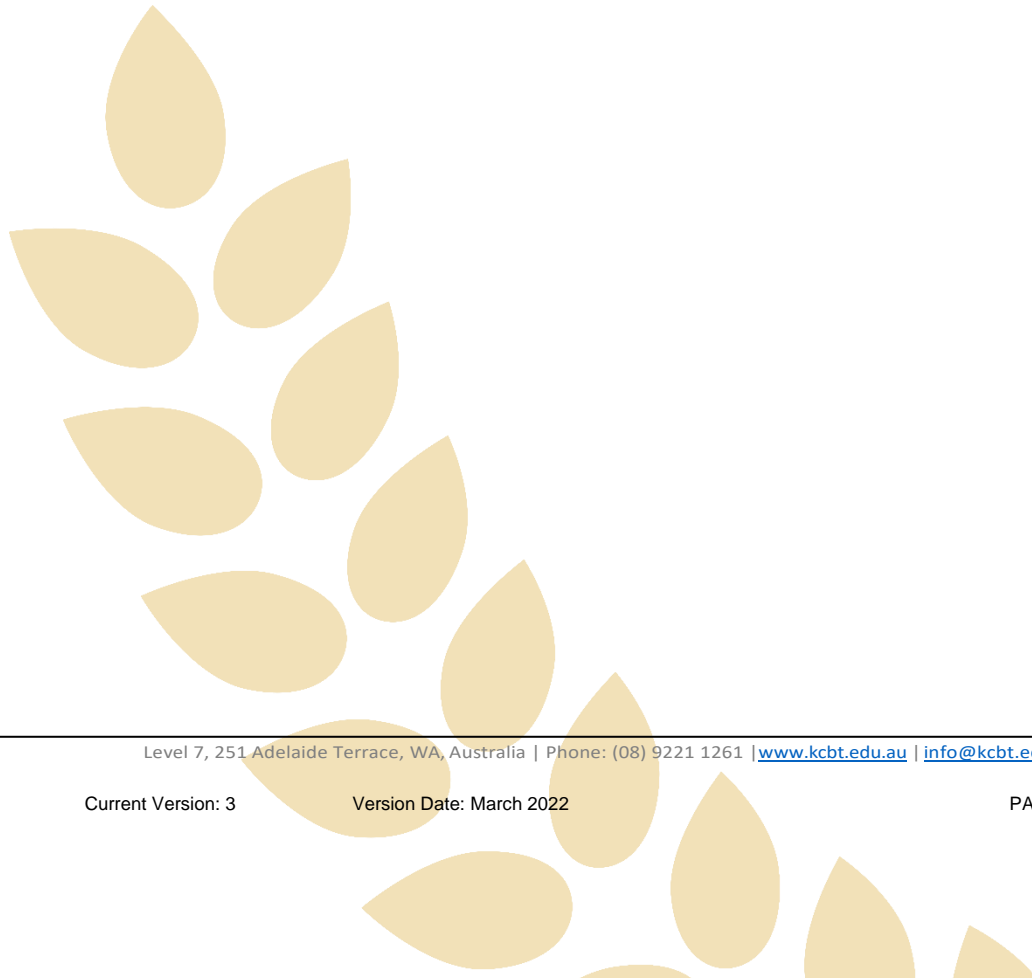 Level 7, 251 Adelaide Terrace, WA, Australia | Phone: (08) 9221 1261 |www.kcbt.edu.au | info@kcbt.e
Current Version: 3 Version Date: March 2022 PA